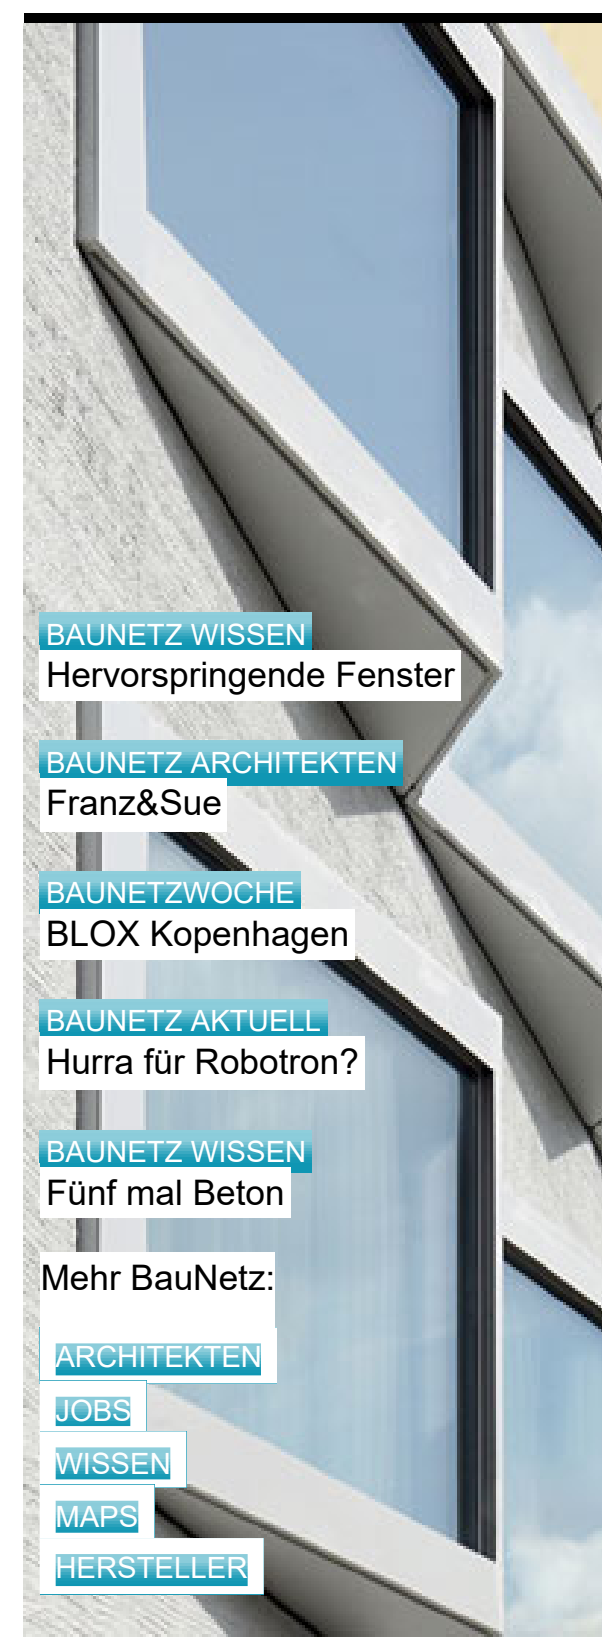 BAUNETZ WISSEN
Hervorspringende Fenster
BAUNETZ ARCHITEKTEN
Franz&Sue
BAUNETZWOCHE
BLOX Kopenhagen
BAUNETZ AKTUELL
Hurra für Robotron?
BAUNETZ WISSEN
Fünf mal Beton
Mehr BauNetz:
ARCHITEKTEN
JOBS
WISSEN
MAPS
HERSTELLER